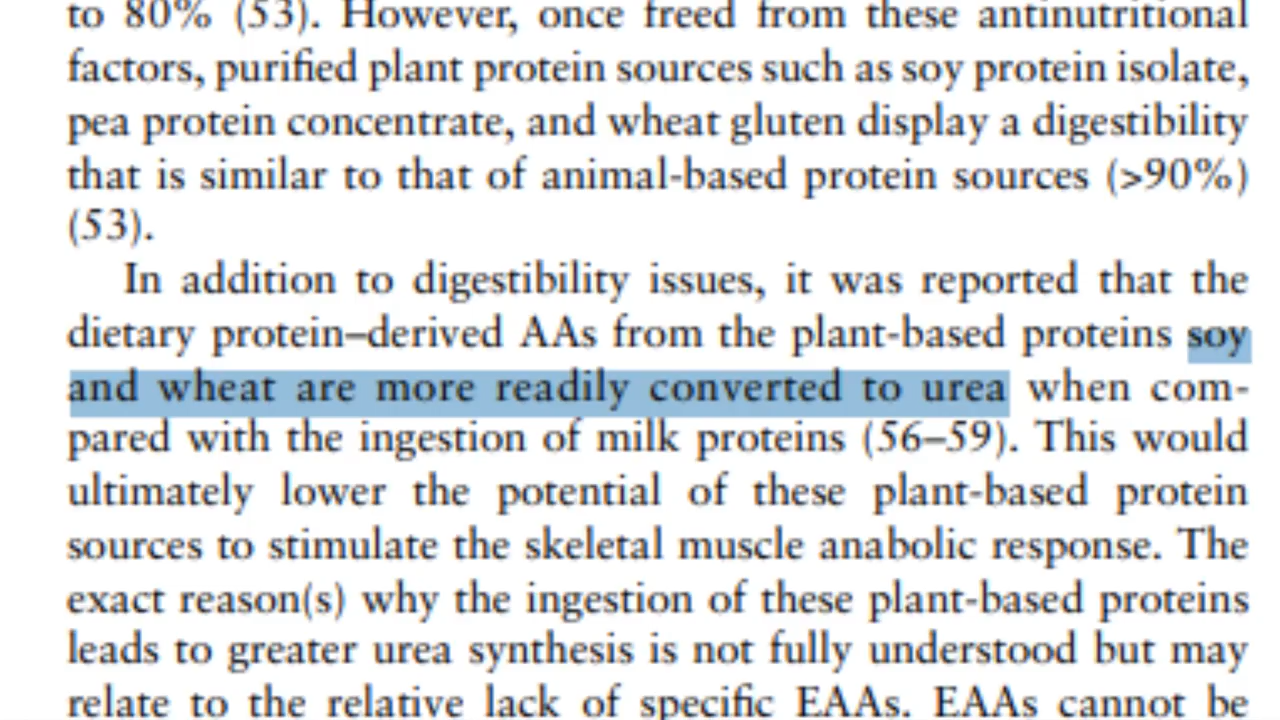 to 80% (53). However, once freed from these antinutritional
factors, purified plant protein sources such as soy protein isolate,
pea protein concentrate, and wheat gluten display a digestibility
that is similar to that of animal-based protein sources (>90%)
(53).
In addition to digestibility issues, it was reported that the
dietary protein–derived AAs from the plant-based proteins soy
and wheat are more readily converted to urea when com-
pared with the ingestion of milk proteins (56–59). This would
ultimately lower the potential of these plant-based protein
sources to stimulate the skeletal muscle anabolic response. The
exact reason(s) why the ingestion of these plant-based proteins
leads to greater urea synthesis is not fully understood but may
relate to the relative lack of specific EAAs. EAAs cannot be